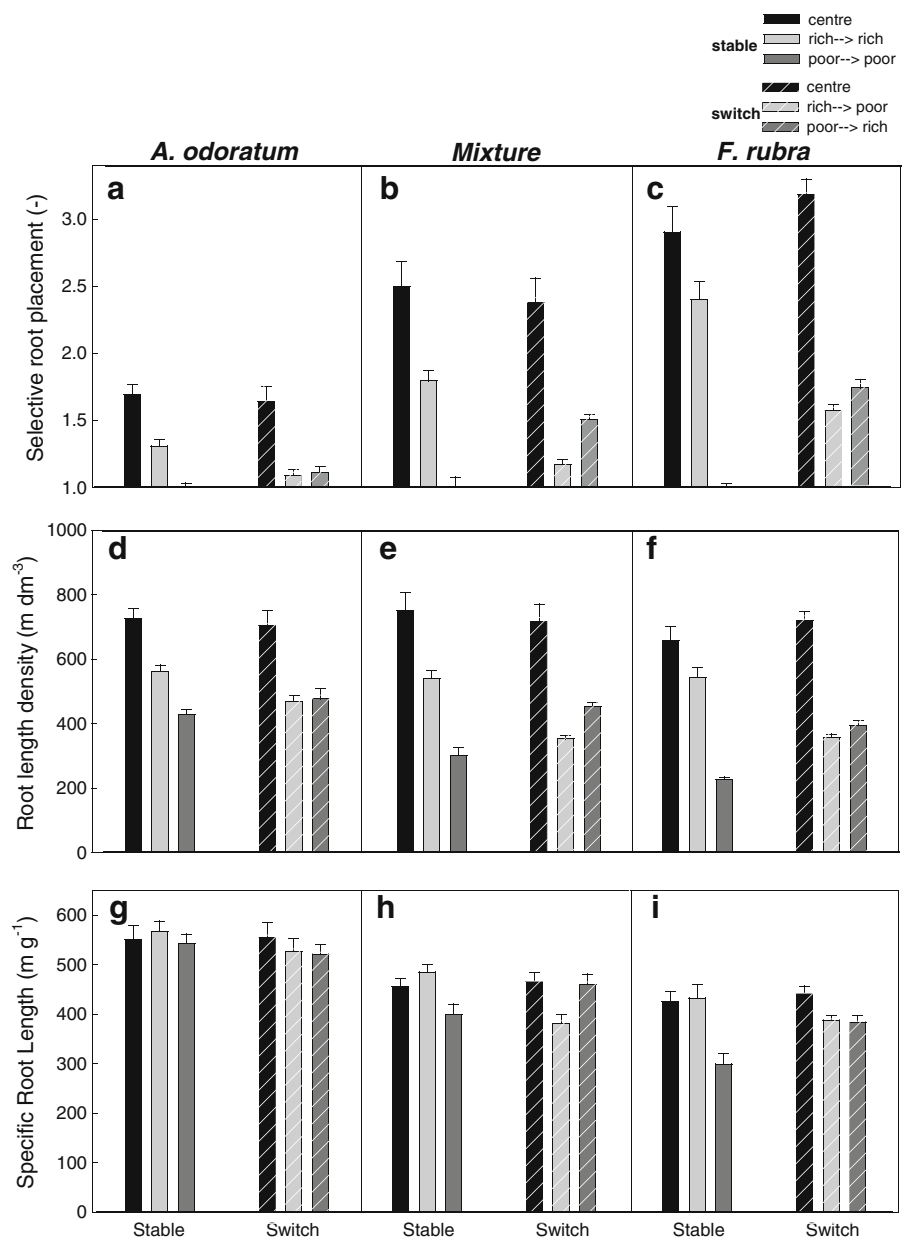 centre
stable rich--> rich
poor--> poor
centre
switch rich--> poor
poor--> rich
A. odoratum Mixture F. rubra
a b c
Selective root placement (-)
3.0
2.5
2.0
1.5
1.0
d e f
Root length density (m dm-3)
1000
800
600
400
200
0
g h i
Specific Root Length (m g-1)
600
500
400
300
200
100
0
Stable Switch Stable Switch Stable Switch